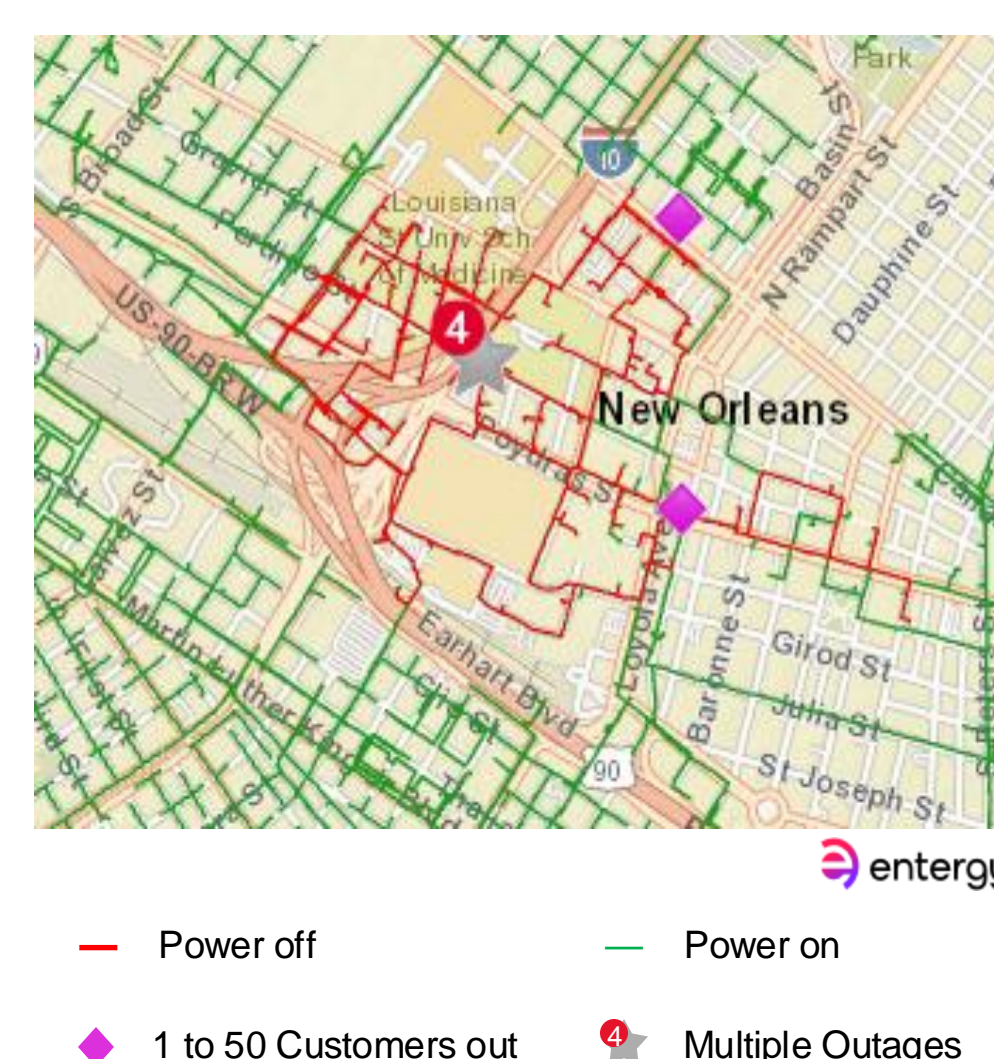 Park
Broad St
Gravier St
Perdido St
Basin St
N Rampart St
Dauphine St
10
Louisiana
St Univ Sch
of Medicine
US-90-BR W
4
New Orleans
Poydras St
Loyola Ave
Baronne St
Girod St
Julia St
St Joseph St
Earhart Blvd
Clio St
Martin Luther King Blvd
90
entergy
Power off
Power on
1 to 50 Customers out
4
Multiple Outages